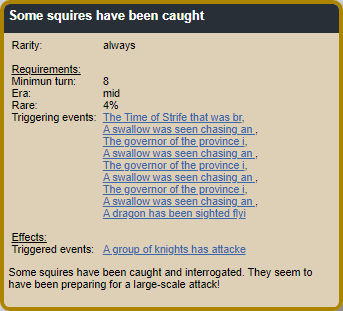 Some squires have been caught
Rarity: always
Requirements:
Minimun turn: 8
Era: mid
Rare: 4%
Triggering events: The Time of Strife that was br,
A swallow was seen chasing an ,
The governor of the province i,
A swallow was seen chasing an ,
The governor of the province i,
A swallow was seen chasing an ,
The governor of the province i,
A swallow was seen chasing an ,
A dragon has been sighted flyi
Effects:
Triggered events: A group of knights has attacke
Some squires have been caught and interrogated. They seem to
have been preparing for a large-scale attack!